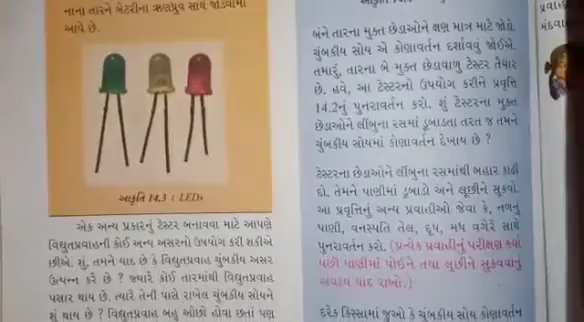 નાના તારને બેટરીના ઋણધ્રુવ સાથે જોડવામાં
આવે છે.
આકૃતિ 14.3 : LEDs
એક અન્ય પ્રકારનું ટેસ્ટર બનાવવા માટે આપણે
વિદ્યુતપ્રવાહની કોઈ અન્ય અસરનો ઉપયોગ કરી શકીએ
છીએ. શું, તમને યાદ છે કે વિદ્યુતપ્રવાહ ચુંબકીય અસર
ઉત્પન્ન કરે છે ? જ્યારે કોઈ તારમાંથી વિદ્યુતપ્રવાહ
પસાર થાય છે. ત્યારે તેની પાસે રાખેલ ચુંબકીય સોયને
શું થાય છે ? વિદ્યુતપ્રવાહ બહુ ઓછો હોવા છતાં પણ
બંને તારના મુક્ત છેડાઓને ક્ષણ માત્ર માટે જોડો.
ચુંબકીય સોય એ કોણાવર્તન દર્શાવવું જોઈએ.
તમારું, તારના બે મુક્ત છેડાવાળુ ટેસ્ટર તૈયાર
છે. હવે, આ ટેસ્ટરનો ઉપયોગ કરીને પ્રવૃત્તિ
14.2નું પુનરાવર્તન કરો. શું ટેસ્ટરના મુક્ત
છેડાઓને લીંબુના રસમાં ડૂબાડતા તરત જ તમને
ચુંબકીય સોયમાં કોણાવર્તન દેખાય છે ?
ટેસ્ટરના છેડાઓને લીંબુના રસમાંથી બહાર કાઢી
દો. તેમને પાણીમાં ડુબાડો અને લૂછીને સુકવો.
આ પ્રવૃત્તિનું અન્ય પ્રવાહીઓ જેવા કે, નળનું
પાણી, વનસ્પતિ તેલ, દૂધ, મધ વગેરે સાથે
પુનરાવર્તન કરો. (પ્રત્યેક પ્રવાહીનું પરીક્ષણ કર્યા
પછી પાણીમાં ધોઈને તથા લુછીને સુકવવાનું
અવશ્ય યાદ રાખો.)
દરેક કિસ્સામાં જુઓ કે ચુંબકીય સોય કોણાવર્તન